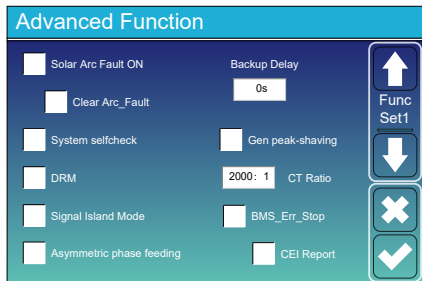 Advanced Function
Solar Arc Fault ON
Backup Delay
Clear Arc_Fault
0s
Func
Set1
System selfcheck
Gen peak-shaving
DRM
2000: 1
CT Ratio
Signal Island Mode
BMS_Err_Stop
Asymmetric phase feeding
CEI Report